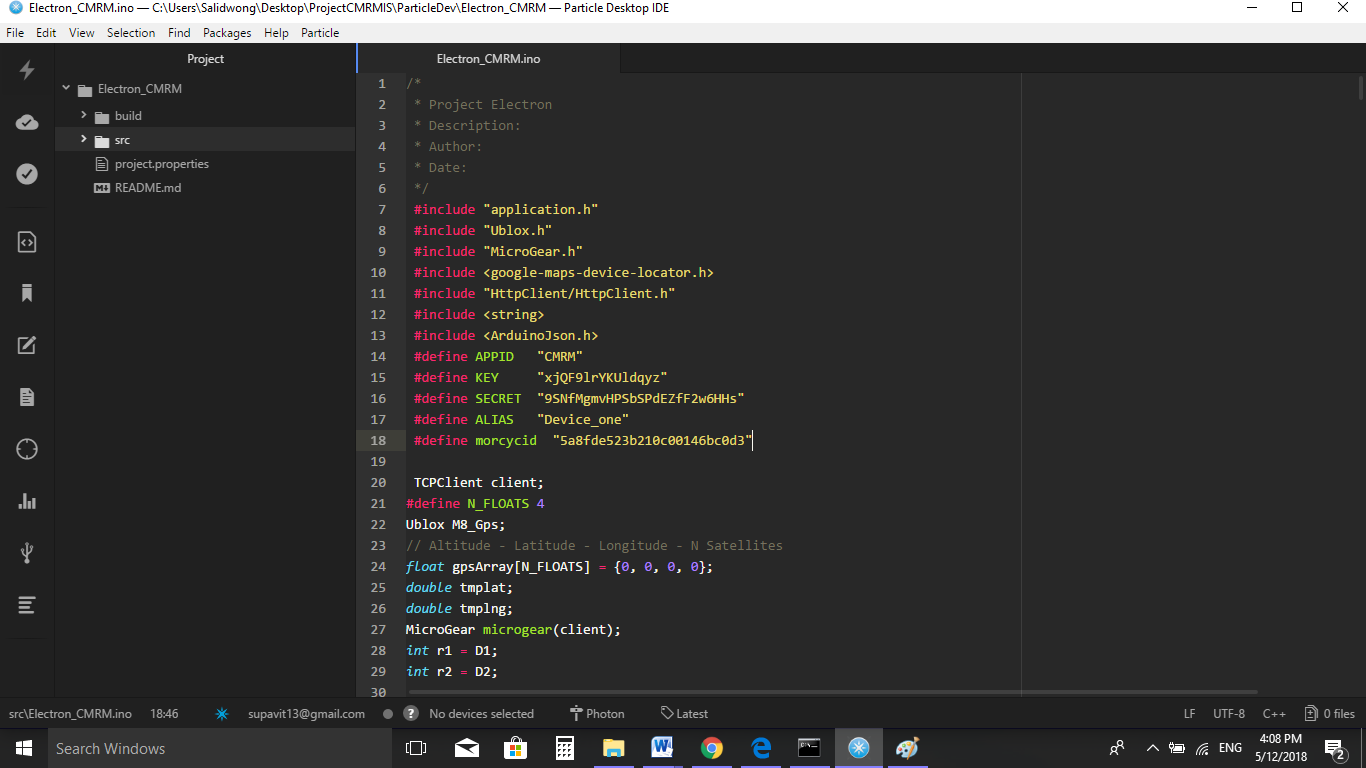 Electron_CMRM.ino — C:\Users\Salidwong\Desktop\ProjectCMRMIS\ParticleDev\Electron_CMRM — Particle Desktop IDE
File Edit View Selection Find Packages Help Particle
Project
Electron_CMRM
build
src
project.properties
README.md
Electron_CMRM.ino
1 /*
2 * Project Electron
3 * Description:
4 * Author:
5 * Date:
6 */
7 #include "application.h"
8 #include "Ublox.h"
9 #include "MicroGear.h"
10 #include <google-maps-device-locator.h>
11 #include "HttpClient/HttpClient.h"
12 #include <string>
13 #include <ArduinoJson.h>
14 #define APPID "CMRM"
15 #define KEY "xjQF9lrYKUldqyz"
16 #define SECRET "9SNfMgmvHPSbSPdEZfF2w6HHs"
17 #define ALIAS "Device_one"
18 #define morcycid "5a8fde523b210c00146bc0d3"
19
20 TCPClient client;
21 #define N_FLOATS 4
22 Ublox M8_Gps;
23 // Altitude - Latitude - Longitude - N Satellites
24 float gpsArray[N_FLOATS] = {0, 0, 0, 0};
25 double tmplat;
26 double tmplng;
27 MicroGear microgear(client);
28 int r1 = D1;
29 int r2 = D2;
30
src\Electron_CMRM.ino 18:46 supavit13@gmail.com ? No devices selected Photon Latest LF UTF-8 C++ 0 files
Search Windows ENG 4:08 PM 2
5/12/2018